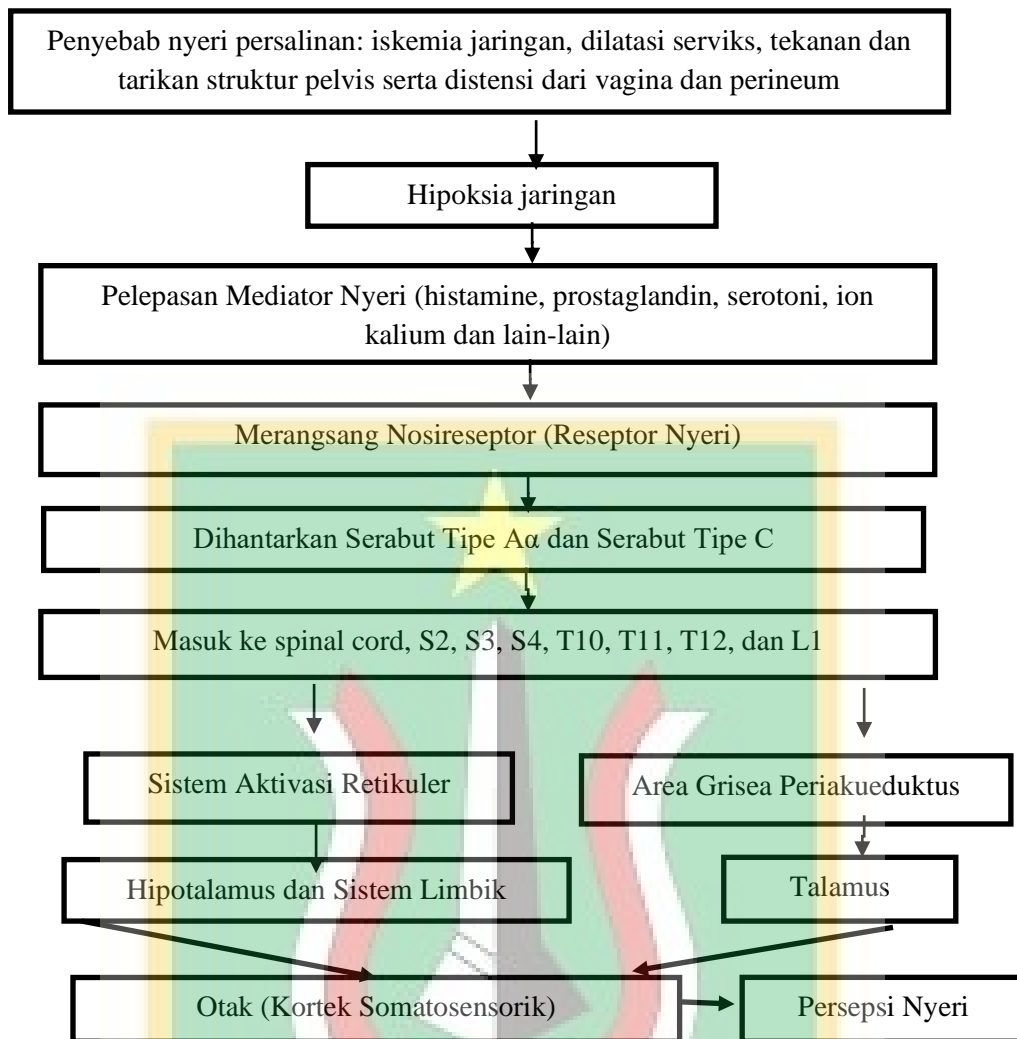 Penyebab nyeri persalinan: iskemia jaringan, dilatasi serviks, tekanan dan
tarikan struktur pelvis serta distensi dari vagina dan perineum
Hipoksia jaringan
Pelepasan Mediator Nyeri (histamine, prostaglandin, serotoni, ion
kalium dan lain-lain)
Merangsang Nosireseptor (Reseptor Nyeri)
Dihantarkan Serabut Tipe Aα dan Serabut Tipe C
Masuk ke spinal cord, S2, S3, S4, T10, T11, T12, dan L1
Sistem Aktivasi Retikuler
Area Grisea Periakueduktus
Hipotalamus dan Sistem Limbik
Talamus
Otak (Kortek Somatosensorik)
Persepsi Nyeri